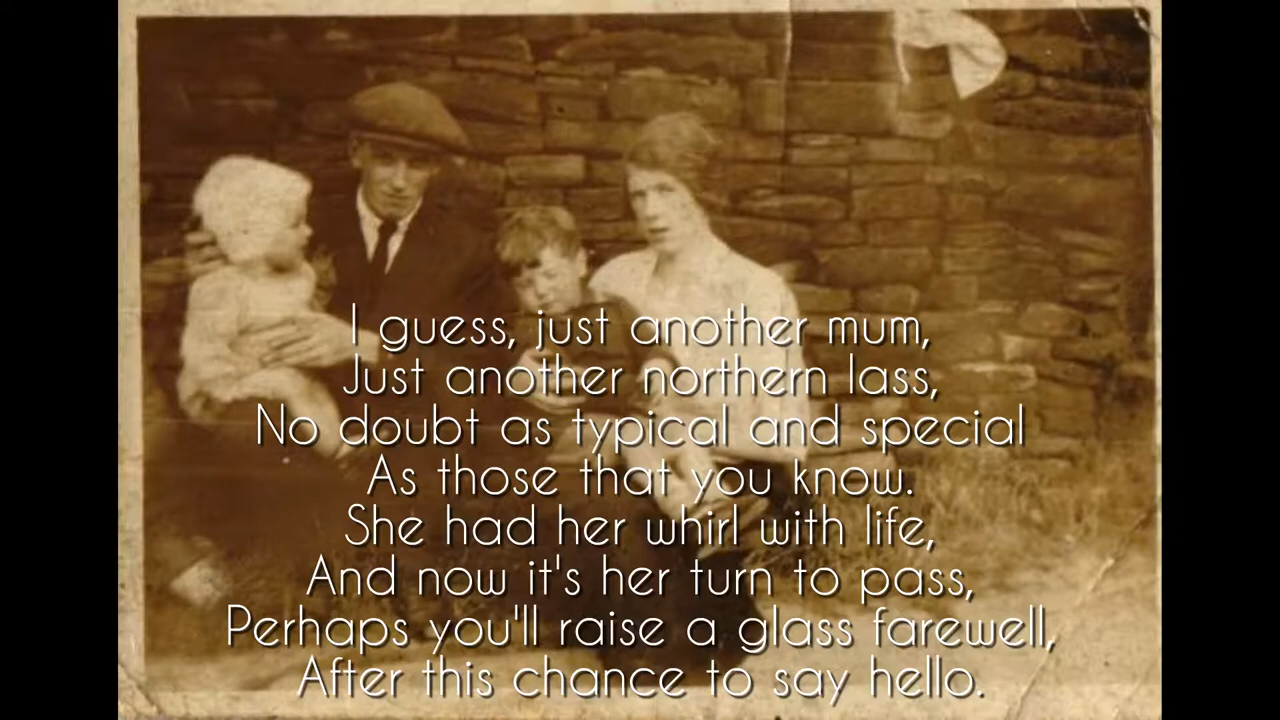 I guess, just another mum,
Just another northern lass,
No doubt as typical and special
As those that you know.
She had her whirl with life,
And now it's her turn to pass,
Perhaps you'll raise a glass farewell,
After this chance to say hello.